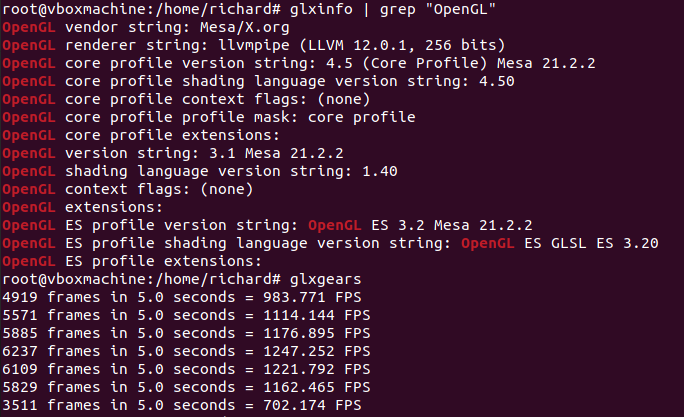 root@vboxmachine:/home/richard# glxinfo | grep "OpenGL"
OpenGL vendor string: Mesa/X.org
OpenGL renderer string: llvmpipe (LLVM 12.0.1, 256 bits)
OpenGL core profile version string: 4.5 (Core Profile) Mesa 21.2.2
OpenGL core profile shading language version string: 4.50
OpenGL core profile context flags: (none)
OpenGL core profile profile mask: core profile
OpenGL core profile extensions:
OpenGL version string: 3.1 Mesa 21.2.2
OpenGL shading language version string: 1.40
OpenGL context flags: (none)
OpenGL extensions:
OpenGL ES profile version string: OpenGL ES 3.2 Mesa 21.2.2
OpenGL ES profile shading language version string: OpenGL ES GLSL ES 3.20
OpenGL ES profile extensions:
root@vboxmachine:/home/richard# glxgears
4919 frames in 5.0 seconds = 983.771 FPS
5571 frames in 5.0 seconds = 1114.144 FPS
5885 frames in 5.0 seconds = 1176.895 FPS
6237 frames in 5.0 seconds = 1247.252 FPS
6109 frames in 5.0 seconds = 1221.792 FPS
5829 frames in 5.0 seconds = 1162.465 FPS
3511 frames in 5.0 seconds = 702.174 FPS